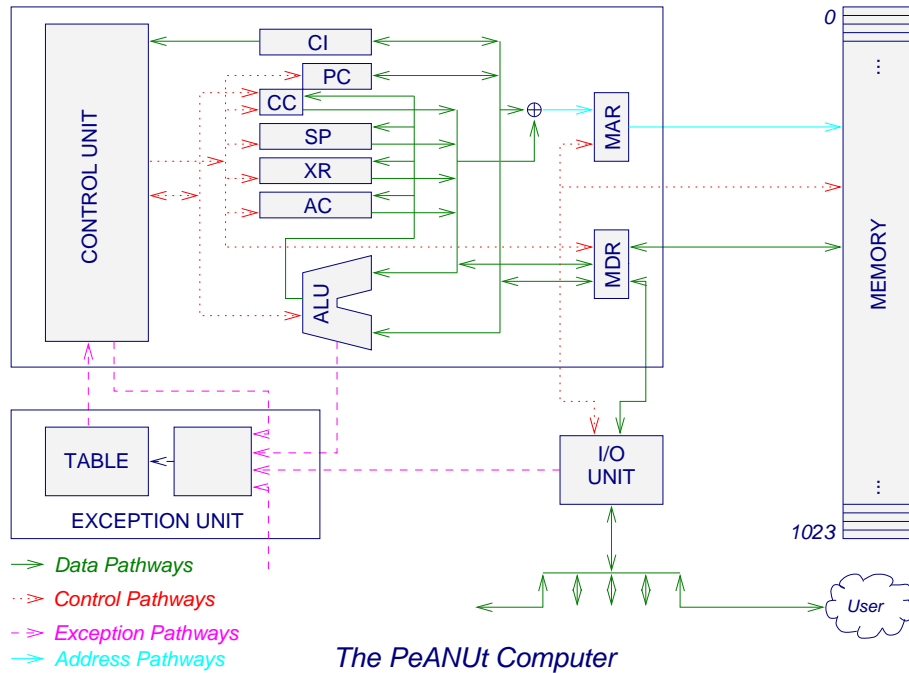 0
CI
...
PC
CC
SP
XR
AC
CONTROL UNIT
MAR
MDR
ALU
MEMORY
TABLE
EXCEPTION UNIT
I/O
UNIT
...
1023
Data Pathways
Control Pathways
Exception Pathways
Address Pathways
User
The PeANUt Computer